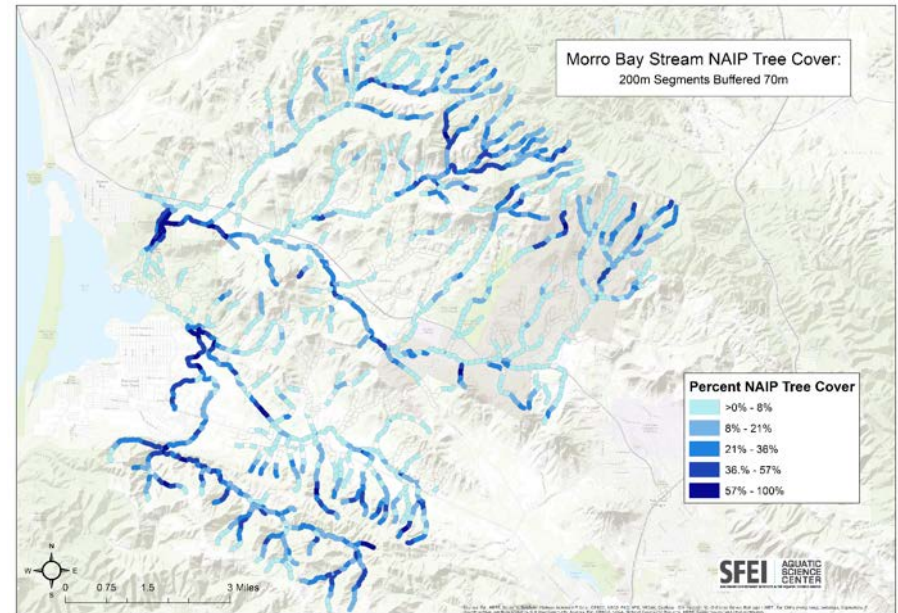 Morro Bay Stream NAIP Tree Cover:
200m Segments Buffered 70m
Percent NAIP Tree Cover
>0% - 8%
8% - 21%
21% - 36%
36.% - 57%
57% - 100%
N
W E
S
0 0.75 1.5 3 Miles
SFEI AQUATIC
SCIENCE
CENTER